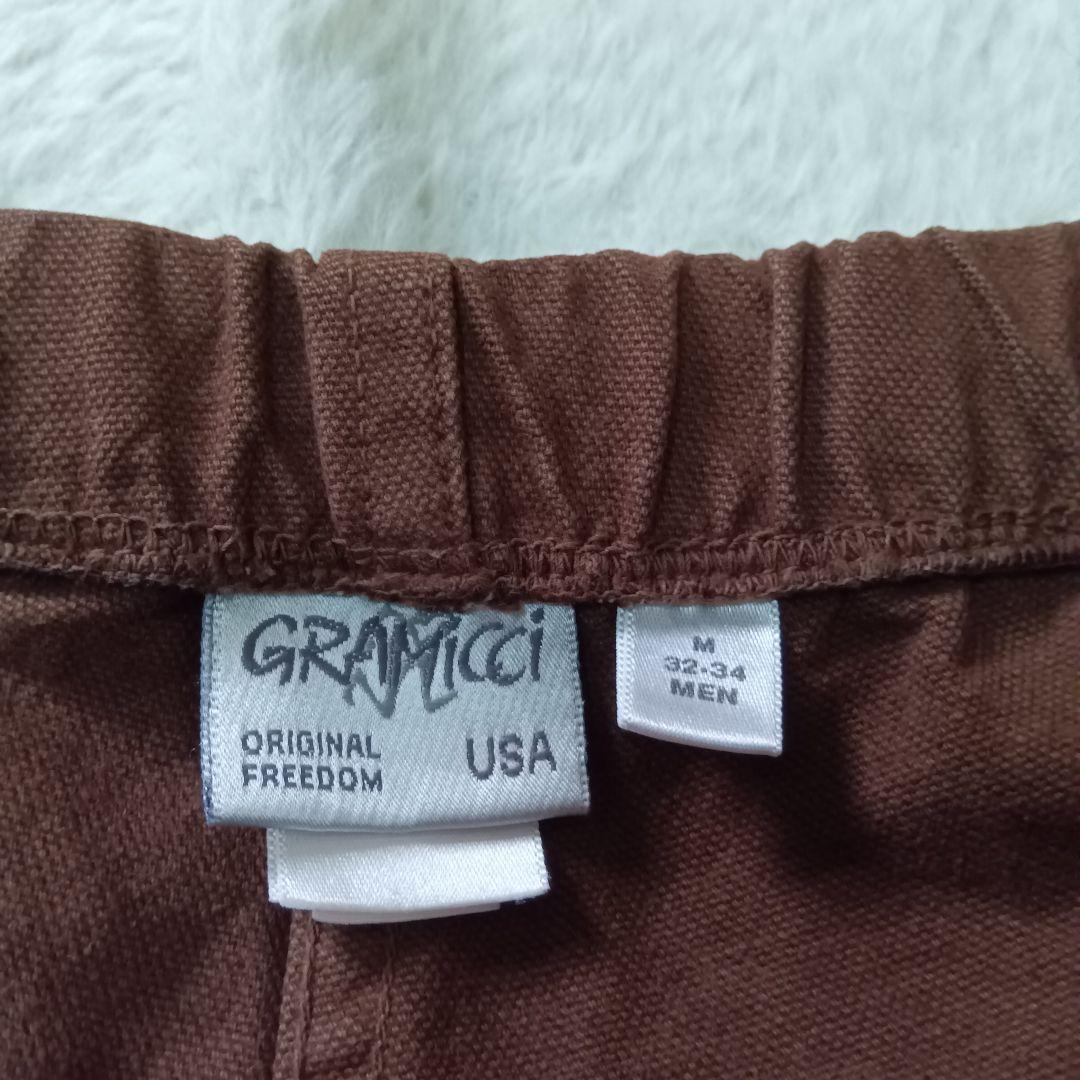 GRAMICCI
ORIGINAL
FREEDOM
USA
M
32-34
MEN